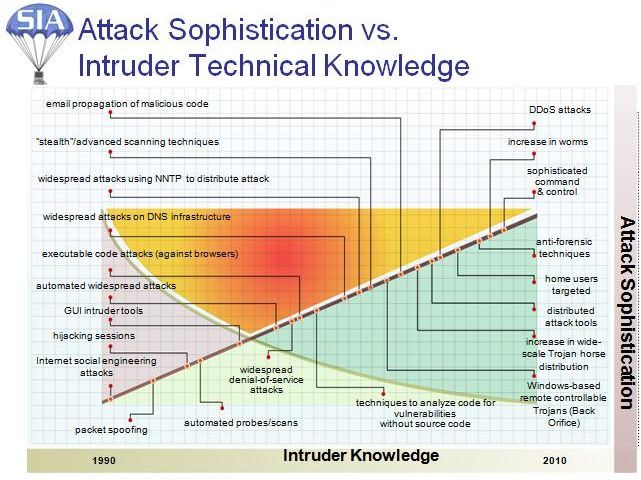 SIA
Attack Sophistication vs.
Intruder Technical Knowledge
email propagation of malicious code
DDoS attacks
"stealth"/advanced scanning techniques
increase in worms
widespread attacks using NNTP to distribute attack
sophisticated
command
& control
widespread attacks on DNS infrastructure
executable code attacks (against browsers)
anti-forensic
techniques
automated widespread attacks
home users
targeted
GUI intruder tools
distributed
attack tools
hijacking sessions
increase in wide-
scale Trojan horse
distribution
Internet social engineering
attacks
widespread
denial-of-service
attacks
Windows-based
remote controllable
Trojans (Back
Orifice)
techniques to analyze code for
vulnerabilities
without source code
automated probes/scans
packet spoofing
Attack Sophistication
1990
Intruder Knowledge
2010